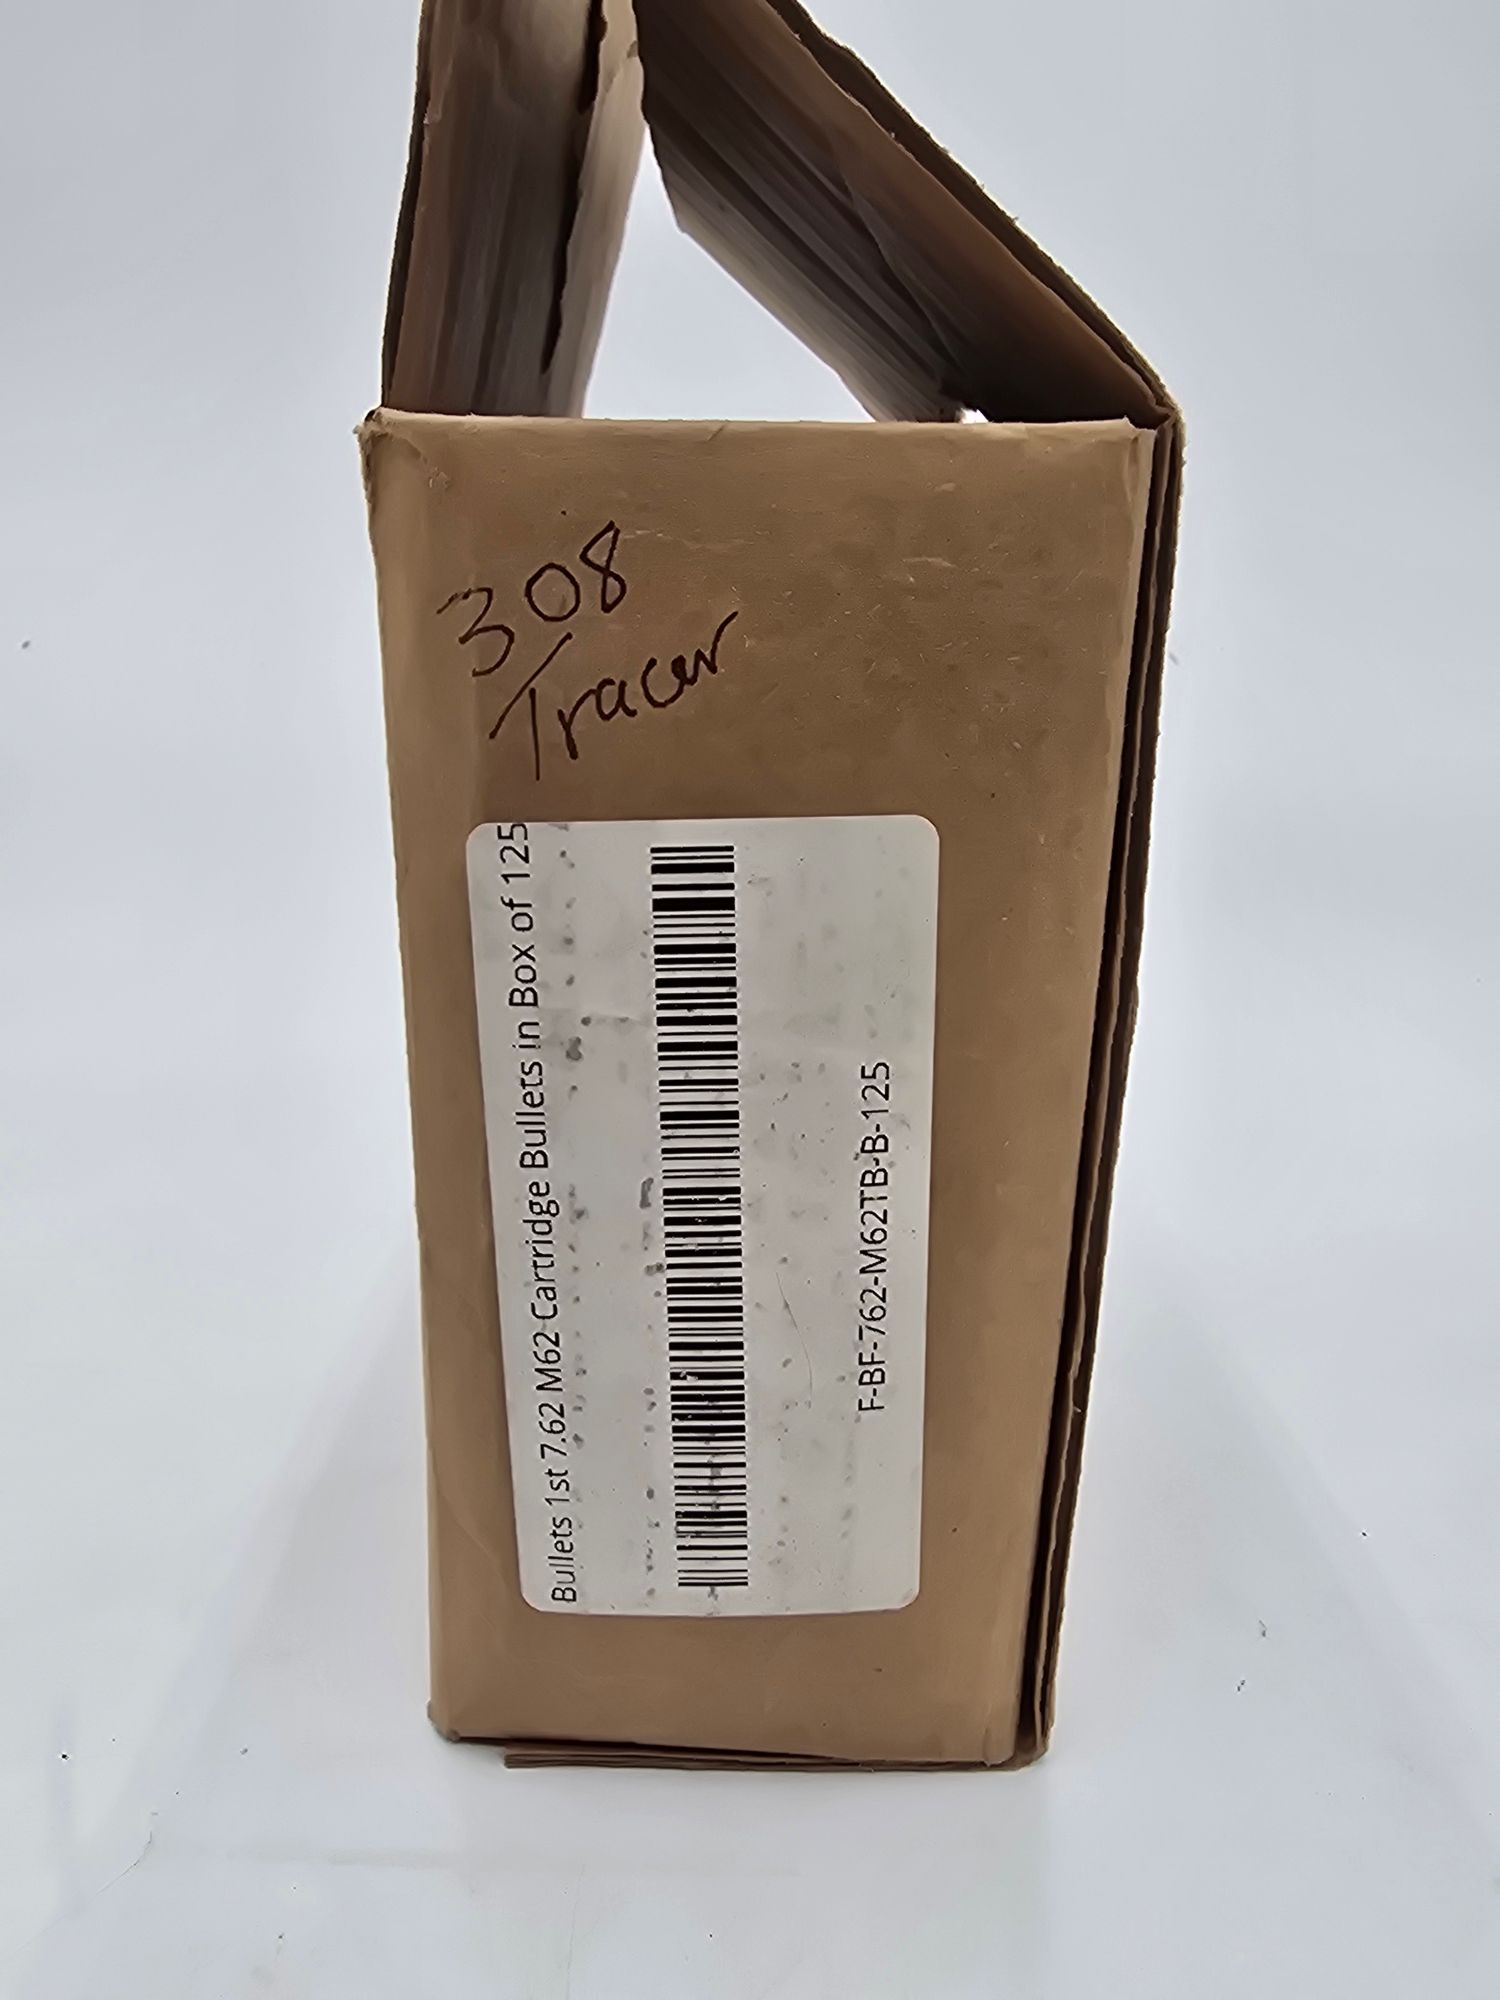 308
Tracer
Bullets 1st 7.62 M62 Cartridge Bullets in Box of 125
F-BF-762-M62TB-B-125